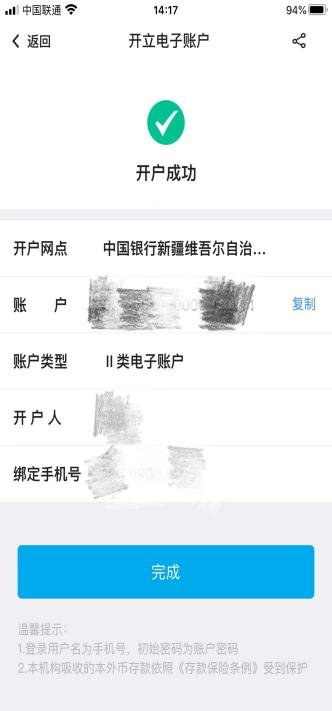 中国联通 14:17 94%
返回 开立电子账户
开户成功
开户网点 中国银行新疆维吾尔自治...
账 户 复制
账户类型 II类电子账户
开 户 人
绑定手机号
完成
温馨提示：
1.登录用户名为手机号，初始密码为账户密码
2.本机构吸收的本外币存款依照《存款保险条例》受到保护